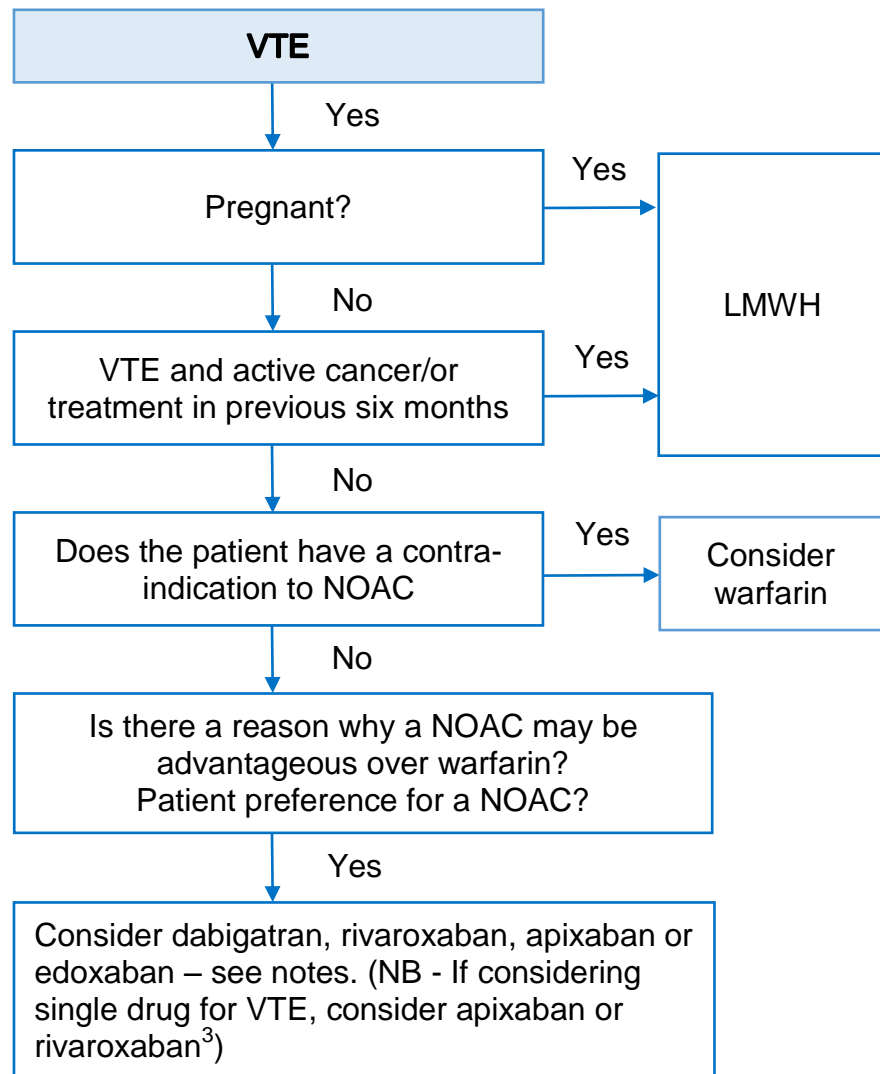 VTE
Yes
Pregnant?
Yes
LMWH
No
VTE and active cancer/or
treatment in previous six months
Yes
No
Does the patient have a contra-
indication to NOAC
Yes
Consider
warfarin
No
Is there a reason why a NOAC may be
advantageous over warfarin?
Patient preference for a NOAC?
Yes
Consider dabigatran, rivaroxaban, apixaban or
edoxaban – see notes. (NB - If considering
single drug for VTE, consider apixaban or
rivaroxaban³)